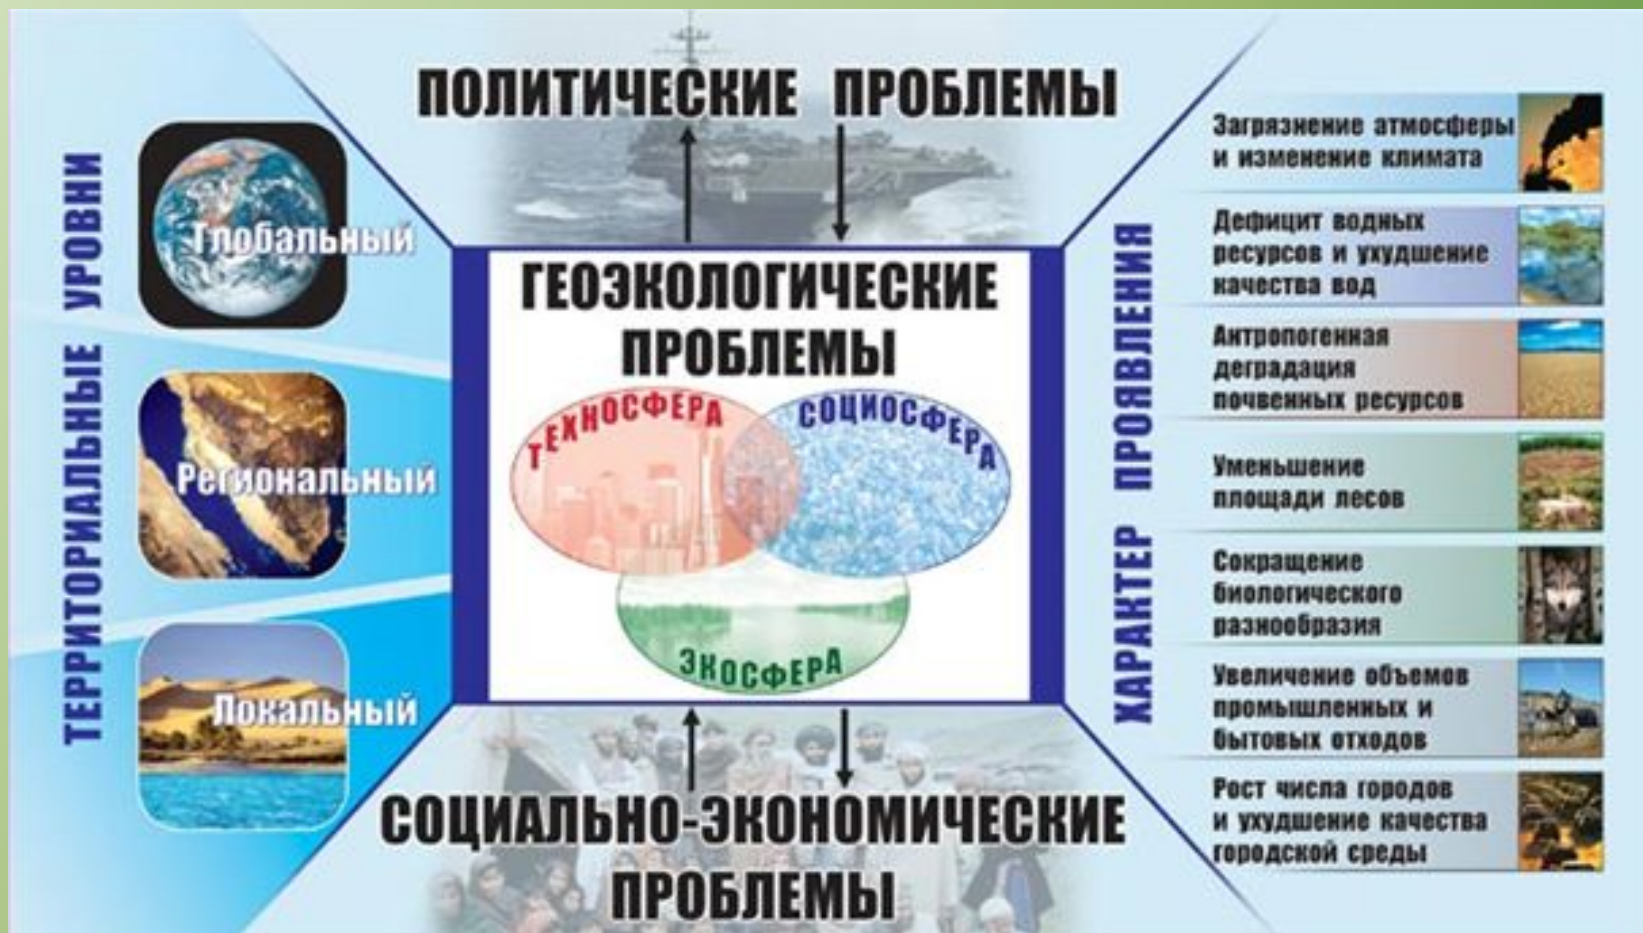 ПОЛИТИЧЕСКИЕ ПРОБЛЕМЫ
ТЕРРИТОРИАЛЬНЫЕ УРОВНИ
Глобальный
Региональный
Локальный
ГЕОЭКОЛОГИЧЕСКИЕ
ПРОБЛЕМЫ
ТЕХНОСФЕРА
СОЦИОСФЕРА
ЭКОСФЕРА
СОЦИАЛЬНО-ЭКОНОМИЧЕСКИЕ
ПРОБЛЕМЫ
ХАРАКТЕР ПРОЯВЛЕНИЯ
Загрязнение атмосферы
и изменение климата
Дефицит водных
ресурсов и ухудшение
качества вод
Антропогенная
деградация
почвенных ресурсов
Уменьшение
площади лесов
Сокращение
биологического
разнообразия
Увеличение объемов
промышленных и
бытовых отходов
Рост числа городов
и ухудшение качества
городской среды